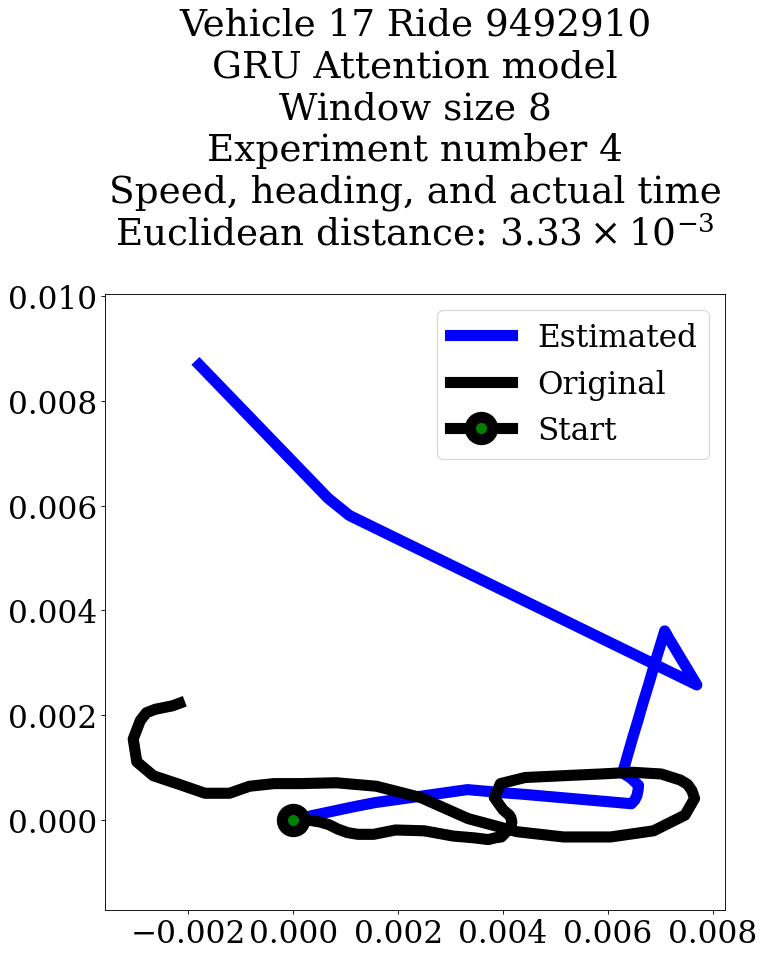 Vehicle 17 Ride 9492910
GRU Attention model
Window size 8
Experiment number 4
Speed, heading, and actual time
Euclidean distance: 3.33 × 10⁻³
0.010
0.008
0.006
0.004
0.002
0.000
Estimated
Original
Start
−0.002 0.000 0.002 0.004 0.006 0.008